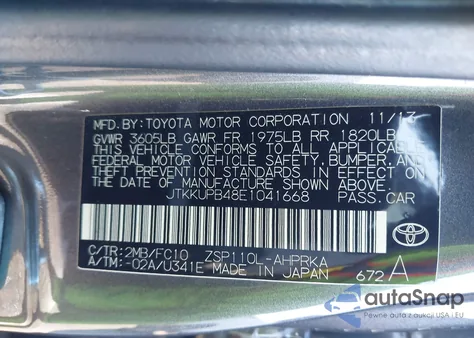 MFD.BY: TOYOTA MOTOR CORPORATION 11/13
GVWR 3605LB GAWR FR 1975LB RR 1820LB
THIS VEHICLE CONFORMS TO ALL APPLICABLE
FEDERAL MOTOR VEHICLE SAFETY, BUMPER, AND
THEFT PREVENTION STANDARDS IN EFFECT ON THE
DATE OF MANUFACTURE SHOWN ABOVE.
JTKKUPB48E1041668 PASS.CAR
C/TR: 2MB/FC10 ZSP110L-AHPRKA
A/TM: -02A/U341E MADE IN JAPAN 672 A
TOYOTA
autoSnap
Pewne auta z USA i EU